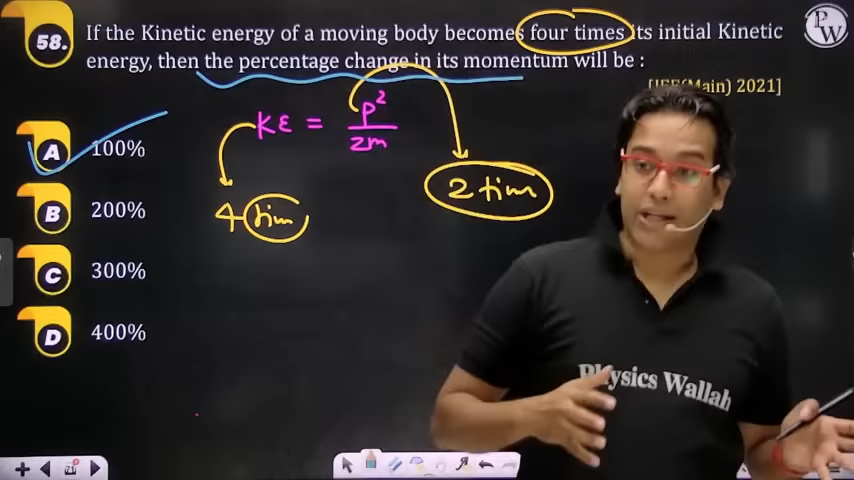 58. If the Kinetic energy of a moving body becomes four times its initial Kinetic
energy, then the percentage change in its momentum will be :
[JEE(Main) 2021]
PW
A 100%
B 200%
C 300%
D 400%
KE = p²/2m
4 tim
2 tim
Physics Wallah